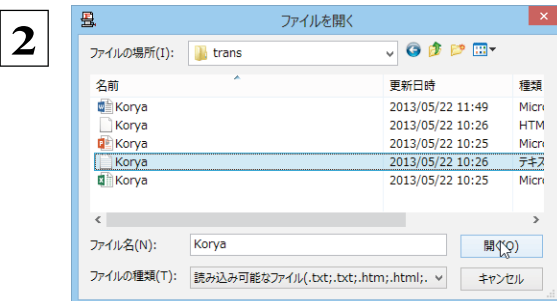 2
ファイルを開く
ファイルの場所(I): trans
名前 更新日時 種類
Korya 2013/05/22 11:49 Micro
Korya 2013/05/22 10:26 HTM
Korya 2013/05/22 10:25 Micro
Korya 2013/05/22 10:26 テキス
Korya 2013/05/22 10:25 Micro
ファイル名(N): Korya 開く(O)
ファイルの種類(T): 読み込み可能なファイル(.txt;.txt;.htm;.html;. キャンセル